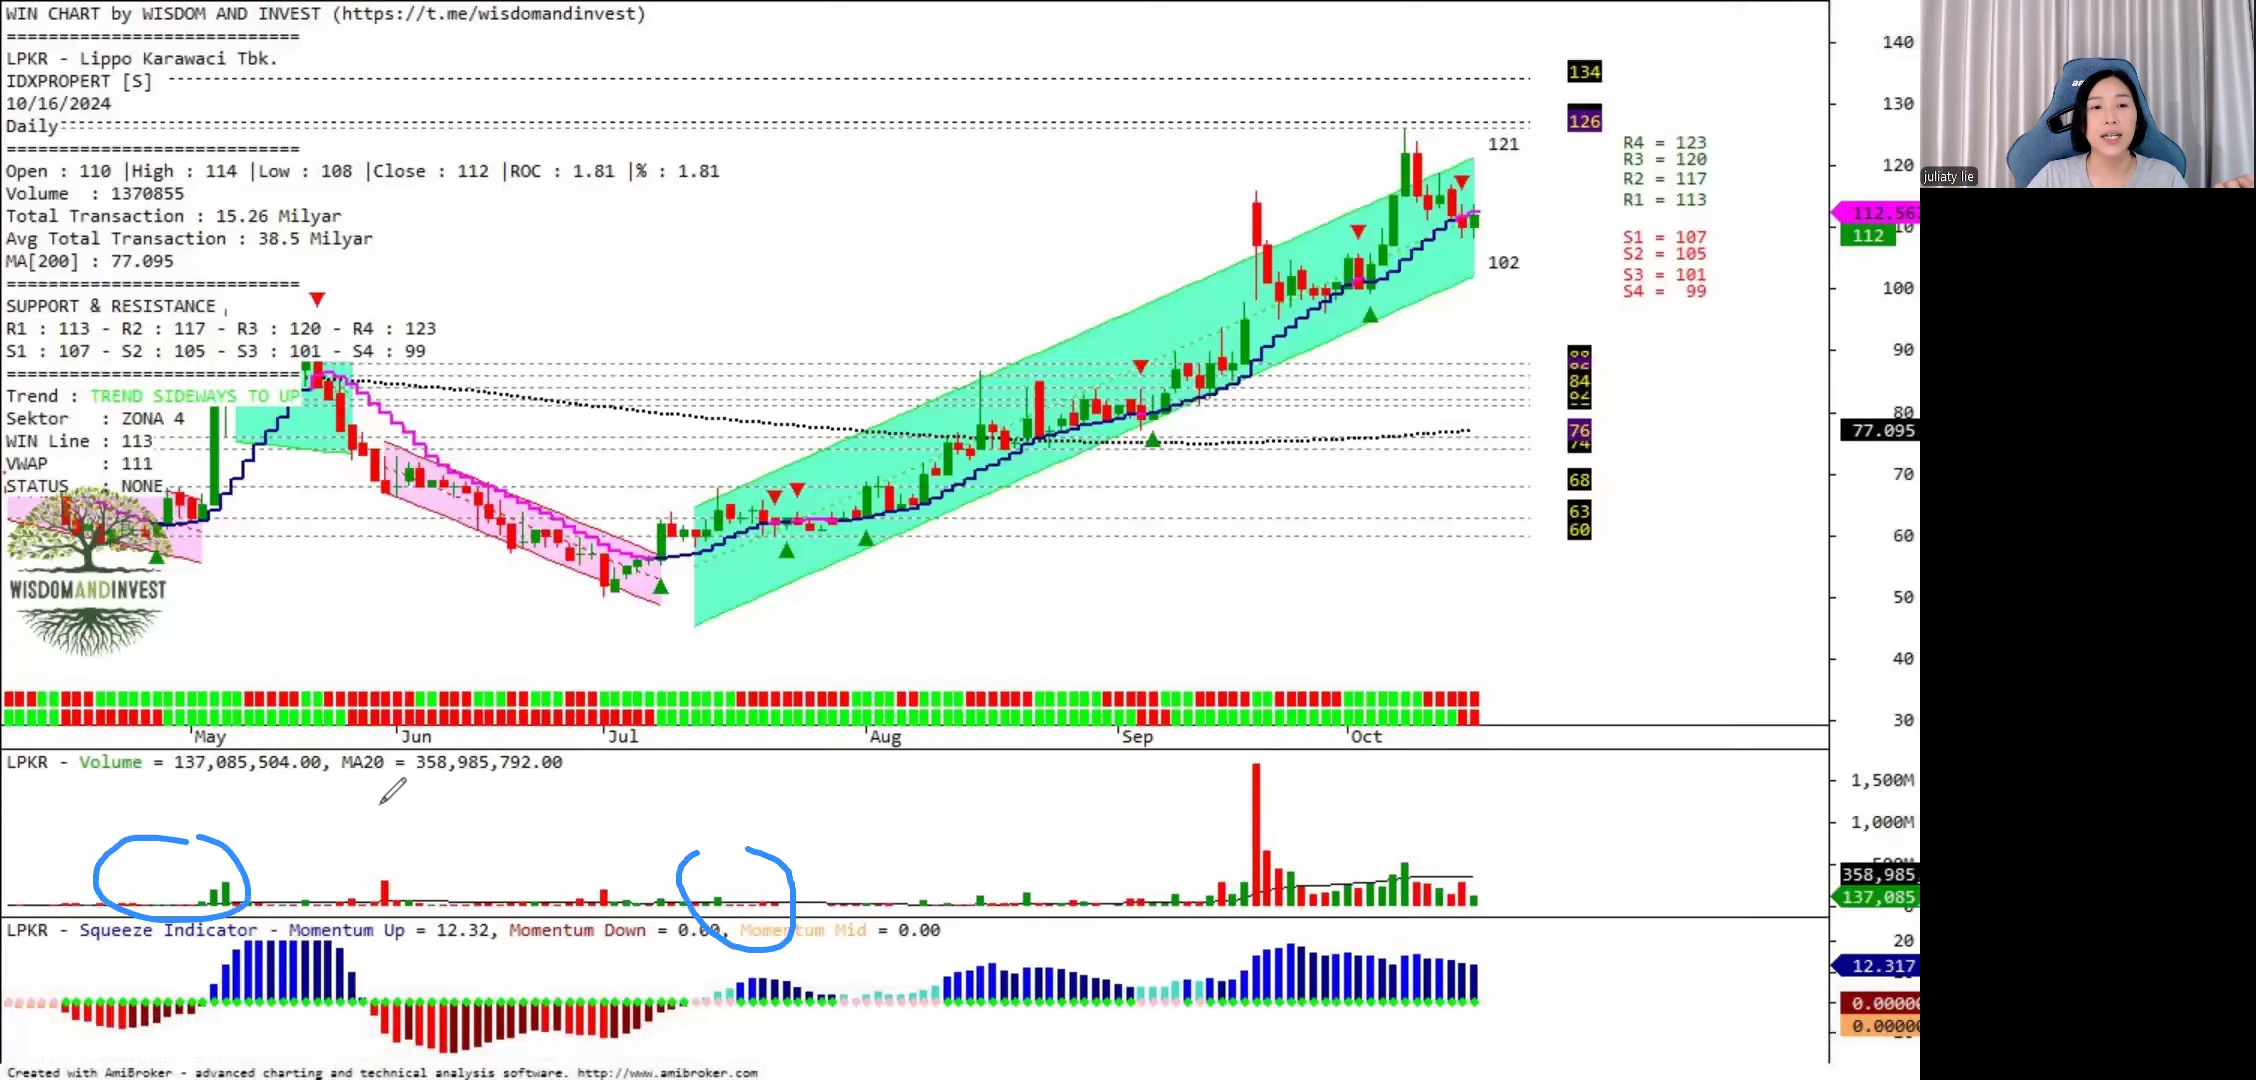 WIN CHART by WISDOM AND INVEST (https://t.me/wisdomandinvest)
============================
LPKR - Lippo Karawaci Tbk.
IDXPROPERT [S]
10/16/2024
Daily
============================
Open : 110 |High : 114 |Low : 108 |Close : 112 |ROC : 1.81 |% : 1.81
Volume : 1370855
Total Transaction : 15.26 Milyar
Avg Total Transaction : 38.5 Milyar
MA[200] : 77.095
============================
SUPPORT & RESISTANCE
R1 : 113 - R2 : 117 - R3 : 120 - R4 : 123
S1 : 107 - S2 : 105 - S3 : 101 - S4 : 99
============================
Trend : TREND SIDEWAYS TO UP
Sektor : ZONA 4
WIN Line : 113
VWAP : 111
STATUS : NONE
WISDOMANDINVEST
121
102
134
126
84
76
74
68
63
60
R4 = 123
R3 = 120
R2 = 117
R1 = 113
S1 = 107
S2 = 105
S3 = 101
S4 = 99
140
130
120
112.56
112
100
90
80
77.095
70
60
50
40
30
juliaty lie
May
Jun
Jul
Aug
Sep
Oct
LPKR - Volume = 137,085,504.00, MA20 = 358,985,792.00
1,500M
1,000M
358,985
137,085
LPKR - Squeeze Indicator - Momentum Up = 12.32, Momentum Down = 0.00, Momentum Mid = 0.00
20
12.317
0.0000
0.0000
Created with AmiBroker - advanced charting and technical analysis software. http://www.amibroker.com